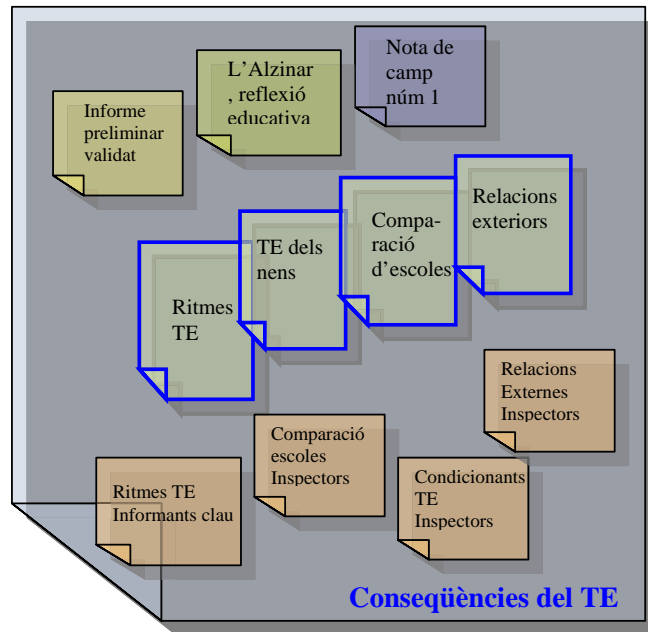 Informe
preliminar
validat
L'Alzinar
, reflexió
educativa
Nota de
camp
núm 1
Ritmes
TE
TE dels
nens
Compa-
ració
d'escoles
Relacions
exteriors
Relacions
Externes
Inspectors
Comparació
escoles
Inspectors
Ritmes TE
Informants clau
Condicionants
TE
Inspectors
Conseqüències del TE